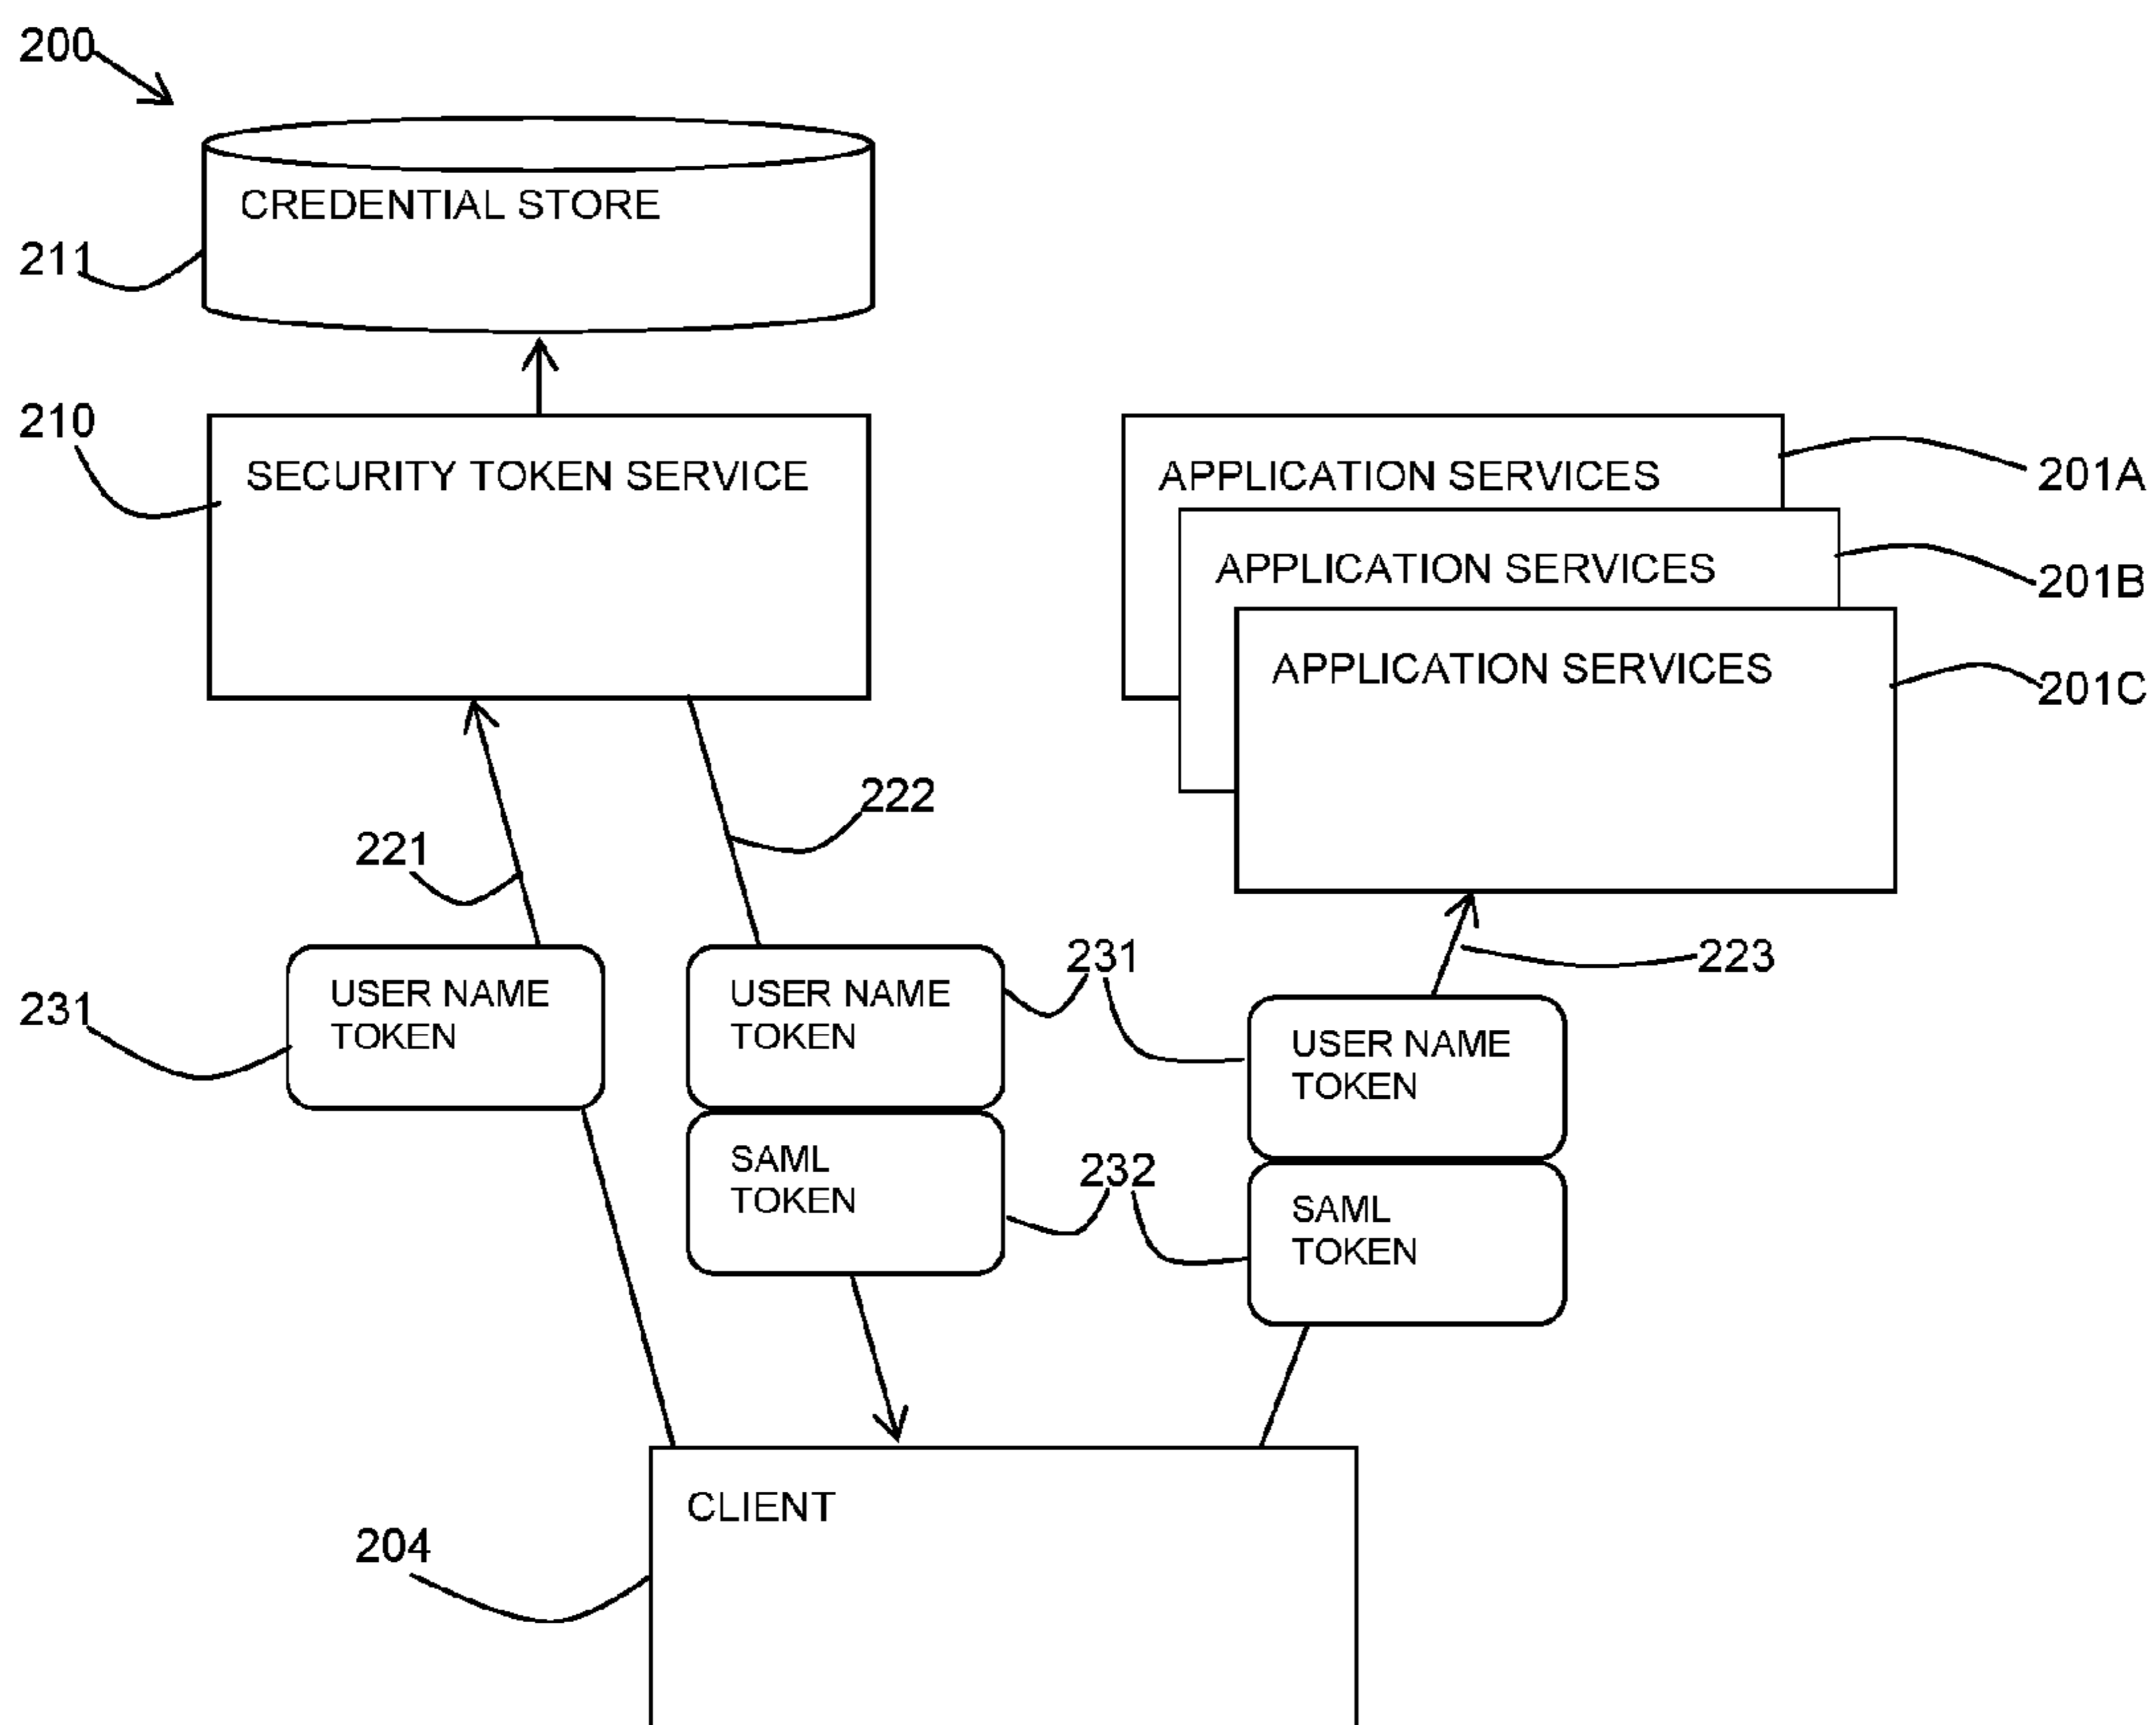 200
CREDENTIAL STORE
211
210
SECURITY TOKEN SERVICE
APPLICATION SERVICES
201A
APPLICATION SERVICES
201B
APPLICATION SERVICES
201C
222
221
231
223
USER NAME
TOKEN
USER NAME
TOKEN
231
USER NAME
TOKEN
SAML
TOKEN
232
SAML
TOKEN
CLIENT
204